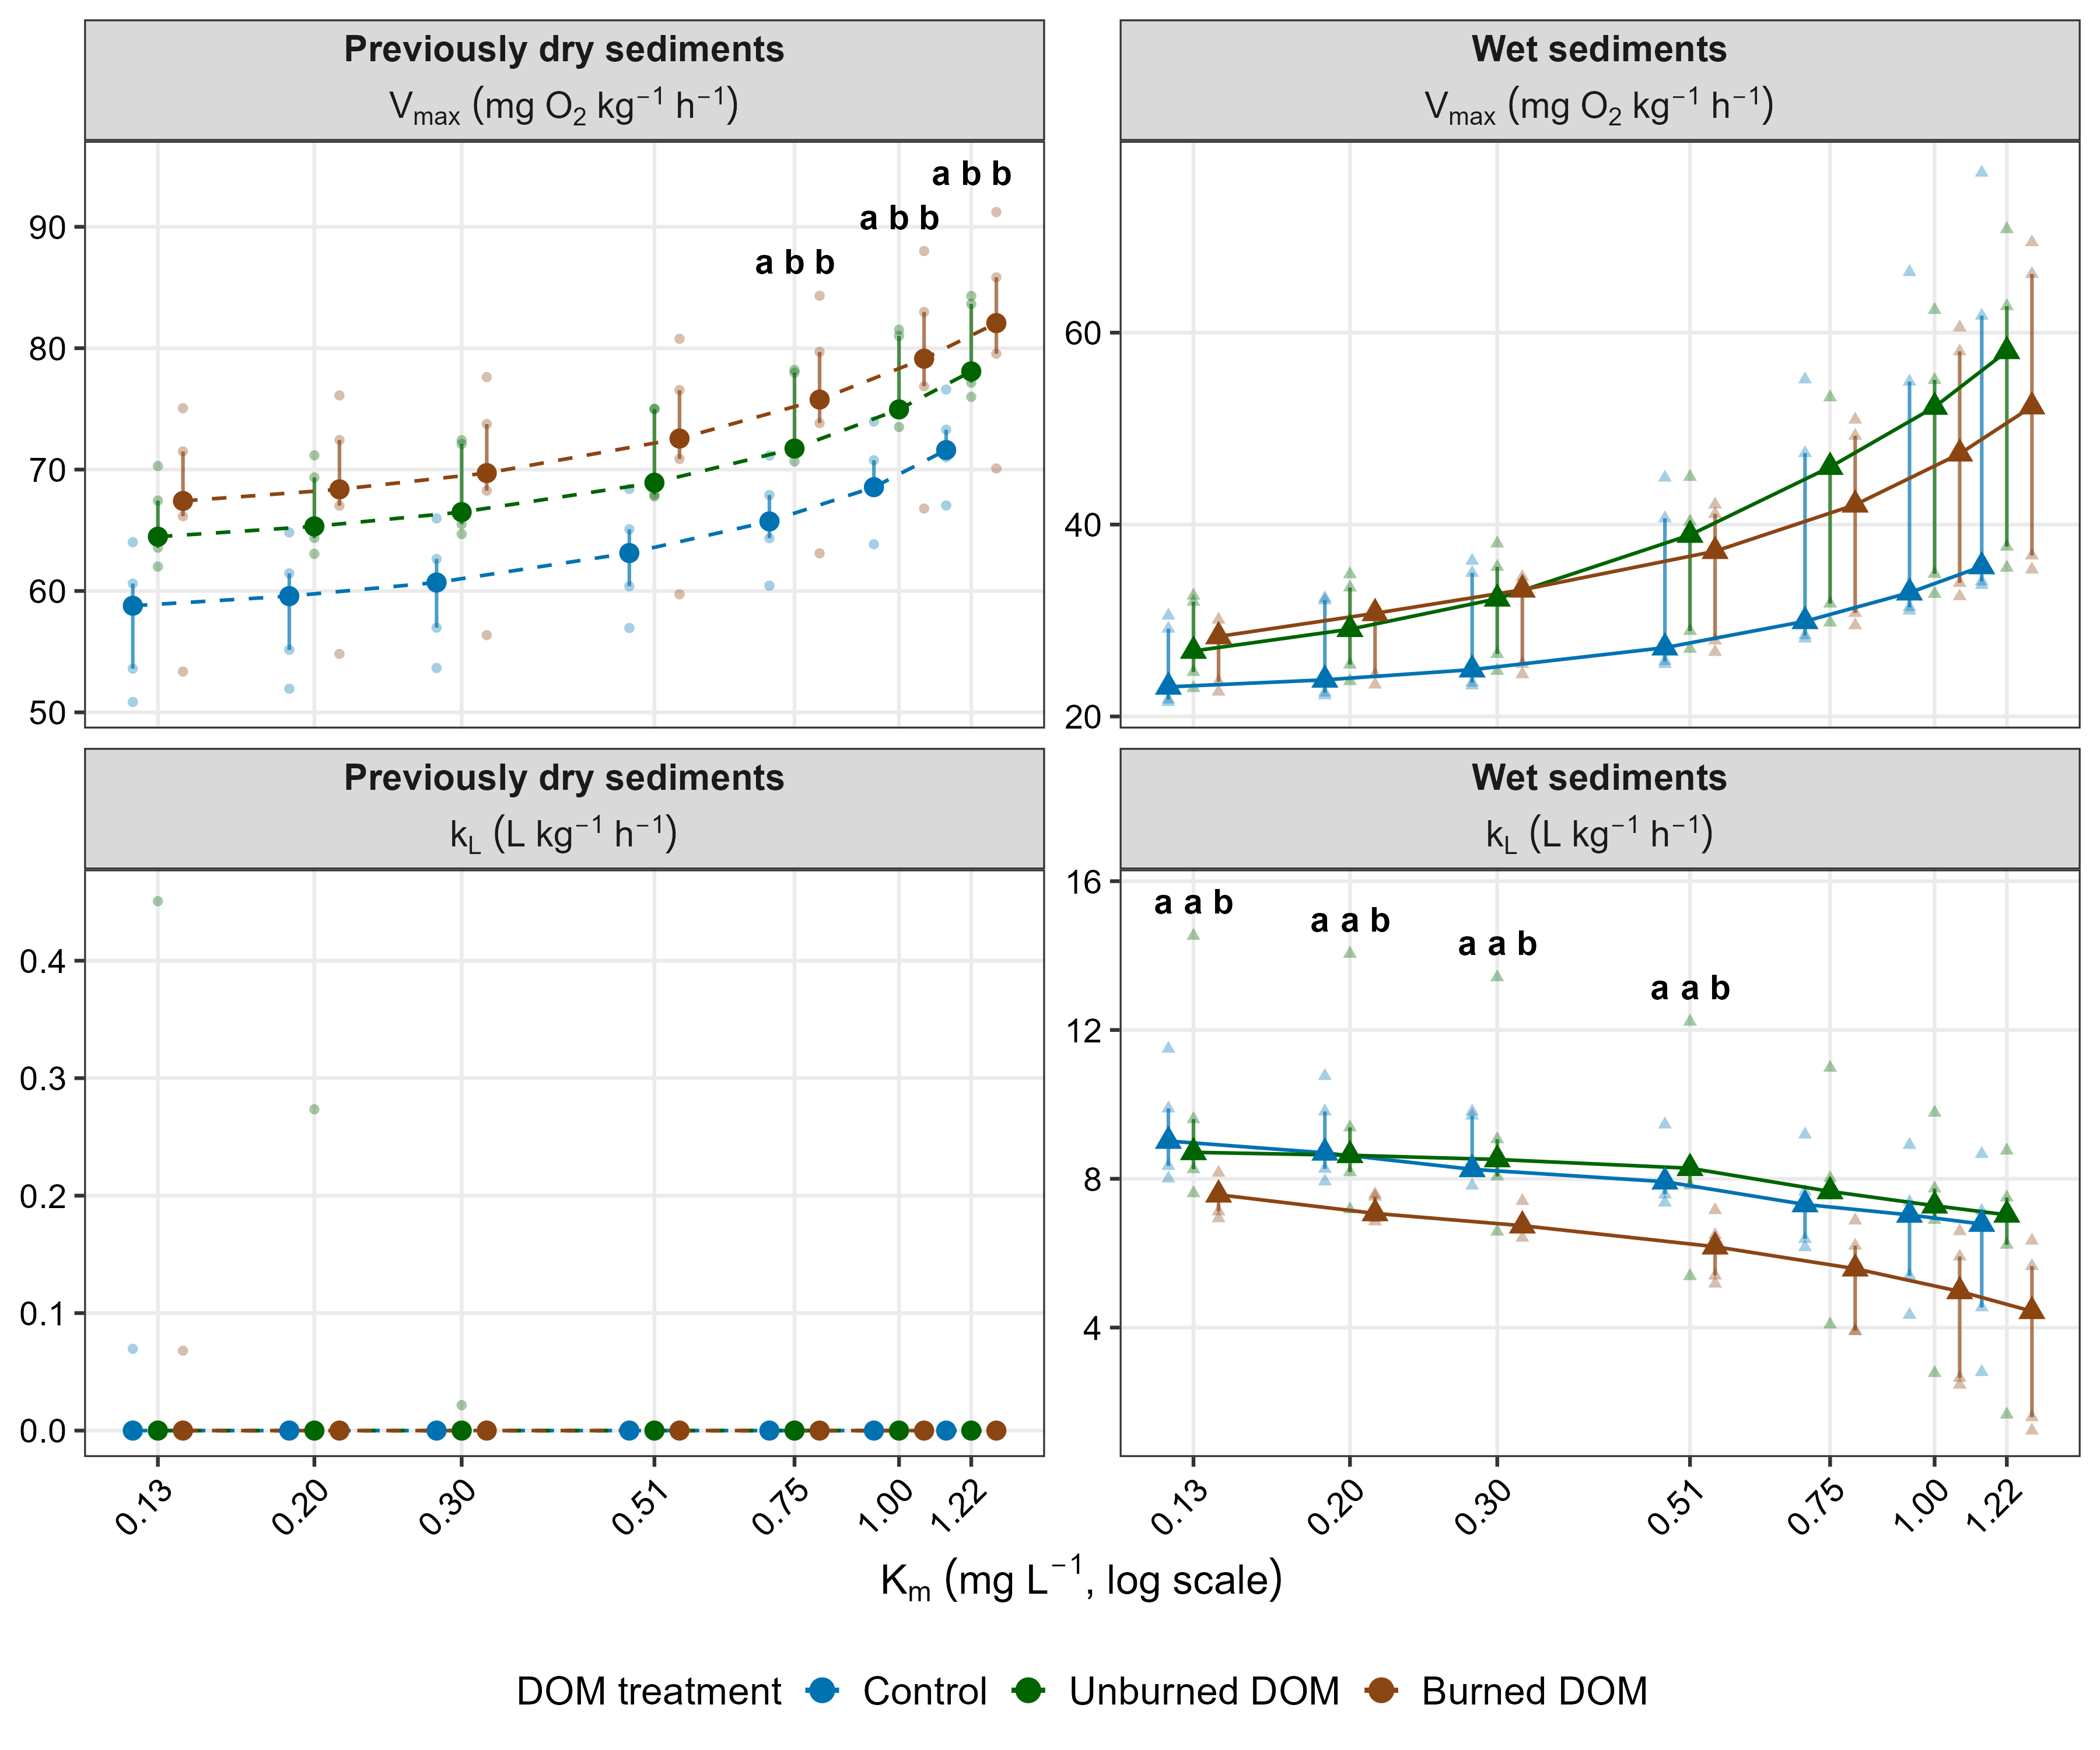 Previously dry sediments
Vmax (mg O2 kg−1 h−1)
90
80
70
60
50
a b b
a b b
a b b
Wet sediments
Vmax (mg O2 kg−1 h−1)
60
40
20
Previously dry sediments
kL (L kg−1 h−1)
0.4
0.3
0.2
0.1
0.0
0.13 0.20 0.30 0.51 0.75 1.00 1.22
Wet sediments
kL (L kg−1 h−1)
16
12
8
4
a a b
a a b
a a b
a a b
0.13 0.20 0.30 0.51 0.75 1.00 1.22
Km (mg L−1, log scale)
DOM treatment Control Unburned DOM Burned DOM